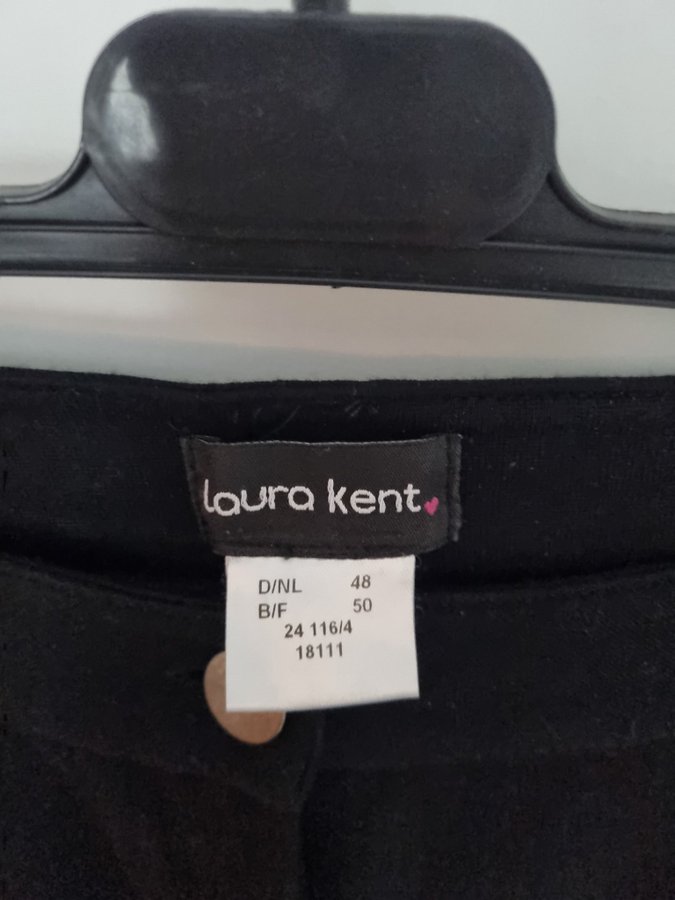 laura kent
D/NL 48
B/F 50
24 116/4
18111